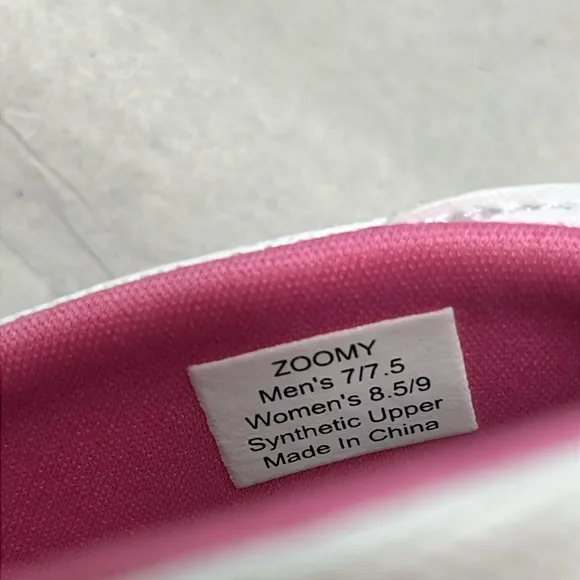 ZOOMY
Men's 7/7.5
Women's 8.5/9
Synthetic Upper
Made In China